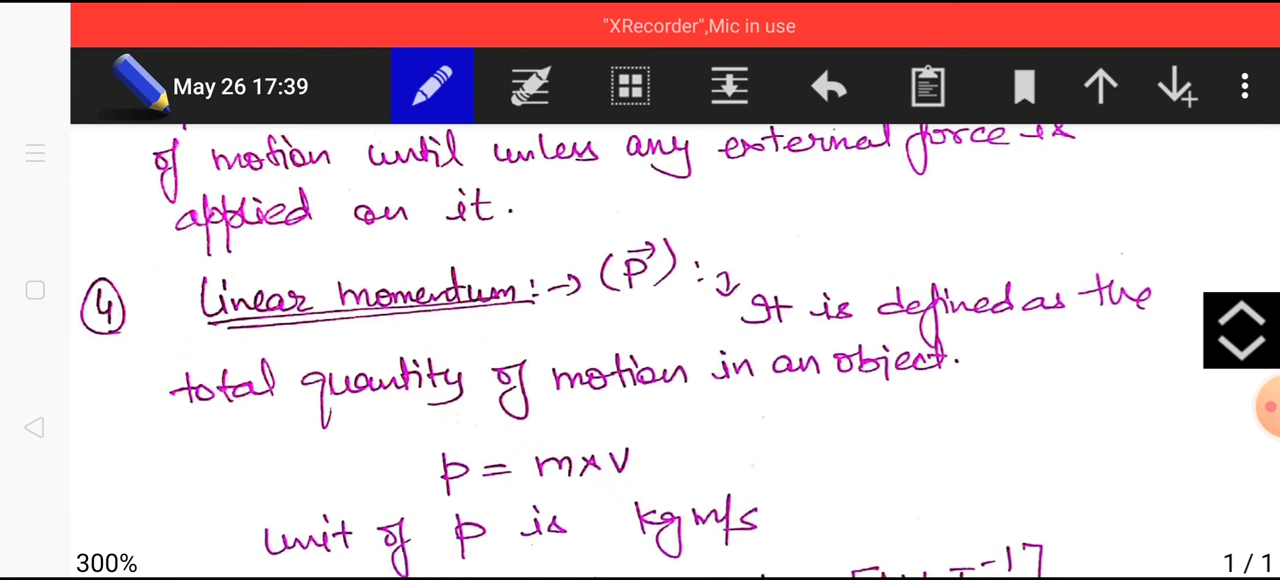 "XRecorder",Mic in use
May 26 17:39
of motion until unless any external force is
applied on it.
④ Linear momentum:→ (P⃗):→ It is defined as the
total quantity of motion in an object.
p = m×v
unit of p is kg m/s
300%
1 / 1